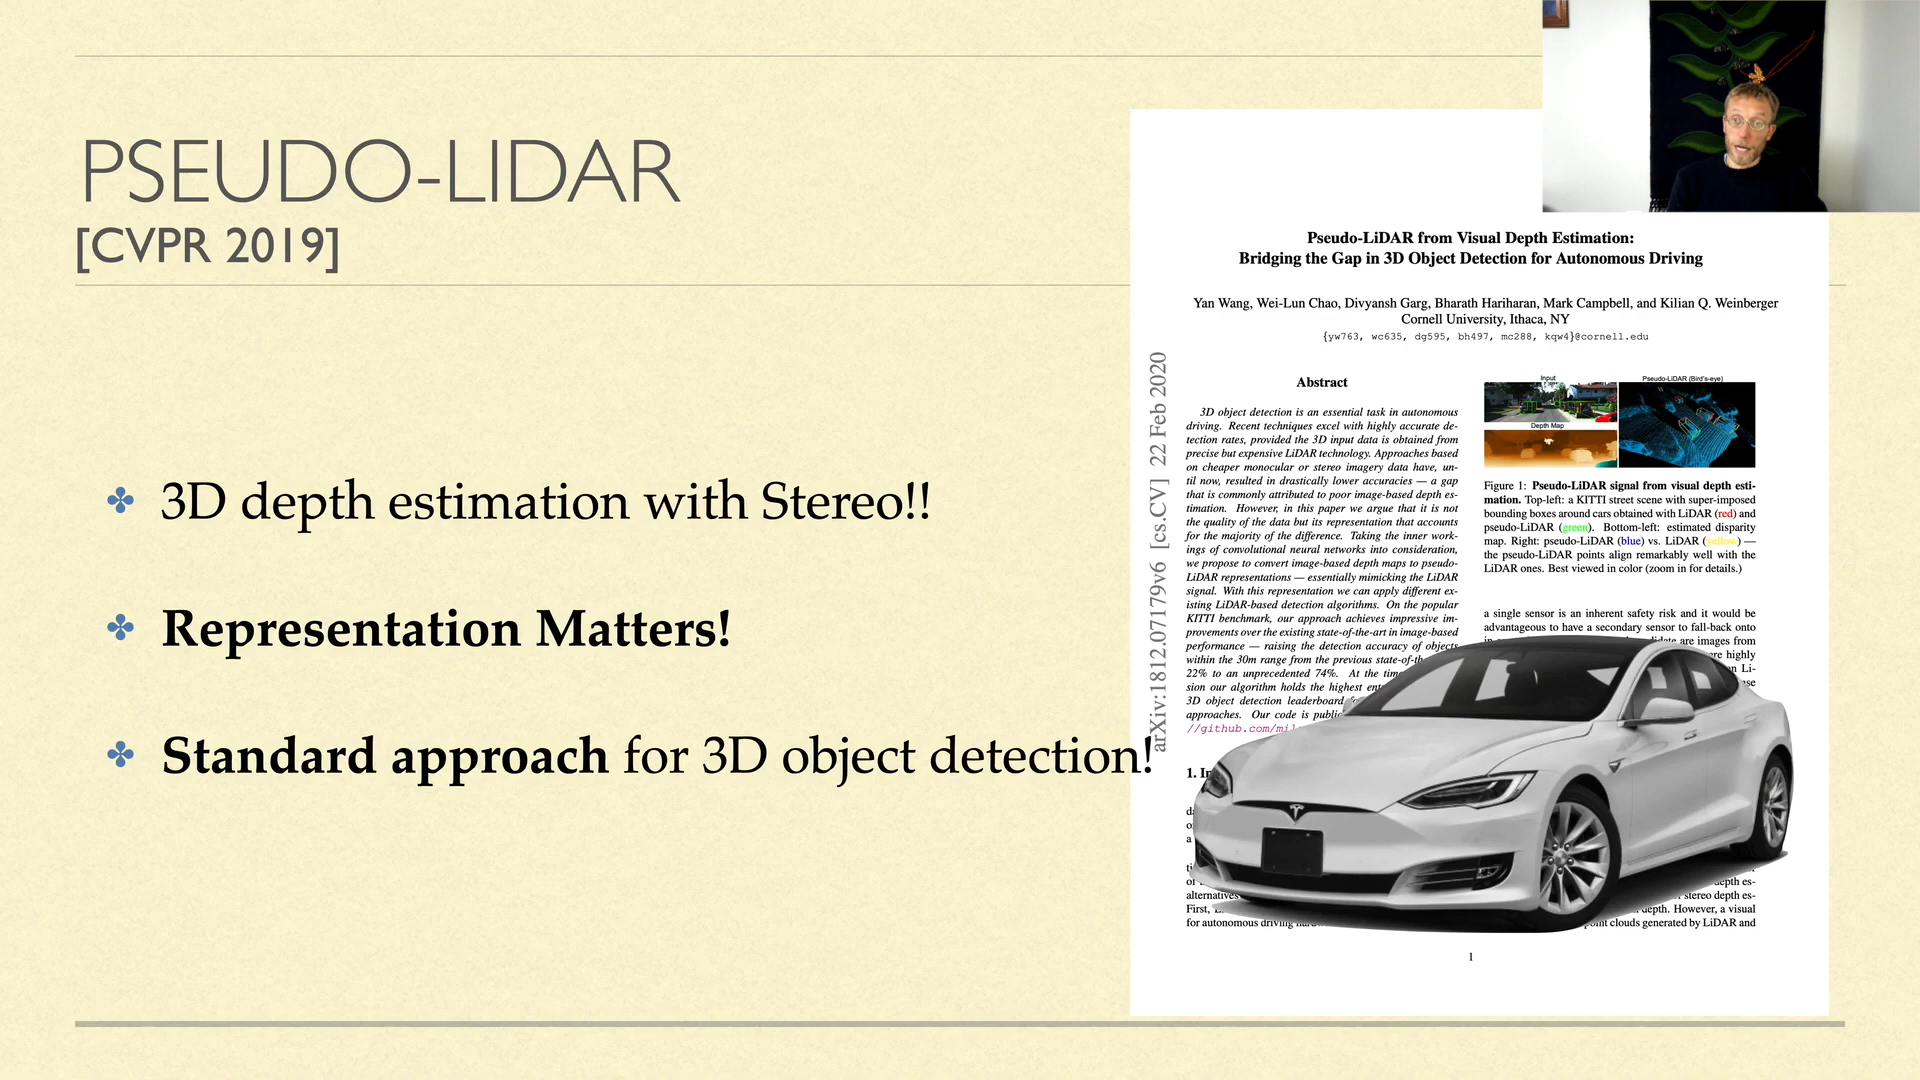 PSEUDO-LIDAR
[CVPR 2019]
3D depth estimation with Stereo!!
Representation Matters!
Standard approach for 3D object detection!
arXiv:1812.07179v6 [cs.CV] 22 Feb 2020
Pseudo-LiDAR from Visual Depth Estimation:
Bridging the Gap in 3D Object Detection for Autonomous Driving
Yan Wang, Wei-Lun Chao, Divyansh Garg, Bharath Hariharan, Mark Campbell, and Kilian Q. Weinberger
Cornell University, Ithaca, NY
{yw763, wc635, dg595, bh497, mc288, kqw4}@cornell.edu
Abstract
3D object detection is an essential task in autonomous
driving. Recent techniques excel with highly accurate de-
tection rates, provided the 3D input data is obtained from
precise but expensive LiDAR technology. Approaches based
on cheaper monocular or stereo imagery data have, un-
til now, resulted in drastically lower accuracies — a gap
that is commonly attributed to poor image-based depth es-
timation. However, in this paper we argue that it is not
the quality of the data but its representation that accounts
for the majority of the difference. Taking the inner work-
ings of convolutional neural networks into consideration,
we propose to convert image-based depth maps to pseudo-
LiDAR representations — essentially mimicking the LiDAR
signal. With this representation we can apply different ex-
isting LiDAR-based detection algorithms. On the popular
KITTI benchmark, our approach achieves impressive im-
provements over the existing state-of-the-art in image-based
performance — raising the detection accuracy of objects
within the 30m range from the previous state-of-th
22% to an unprecedented 74%. At the time
sion our algorithm holds the highest ent
3D object detection leaderboard
approaches. Our code is public
//github.com/mi
1. In
alternatives
First,
for autonomous driving
Input
Pseudo-LiDAR (Bird's-eye)
Depth Map
Figure 1: Pseudo-LiDAR signal from visual depth esti-
mation. Top-left: a KITTI street scene with super-imposed
bounding boxes around cars obtained with LiDAR (red) and
pseudo-LiDAR (green). Bottom-left: estimated disparity
map. Right: pseudo-LiDAR (blue) vs. LiDAR (yellow) —
the pseudo-LiDAR points align remarkably well with the
LiDAR ones. Best viewed in color (zoom in for details.)
a single sensor is an inherent safety risk and it would be
advantageous to have a secondary sensor to fall-back onto
are images from
highly
Li-
depth es-
stereo depth es-
depth. However, a visual
point clouds generated by LiDAR and
1